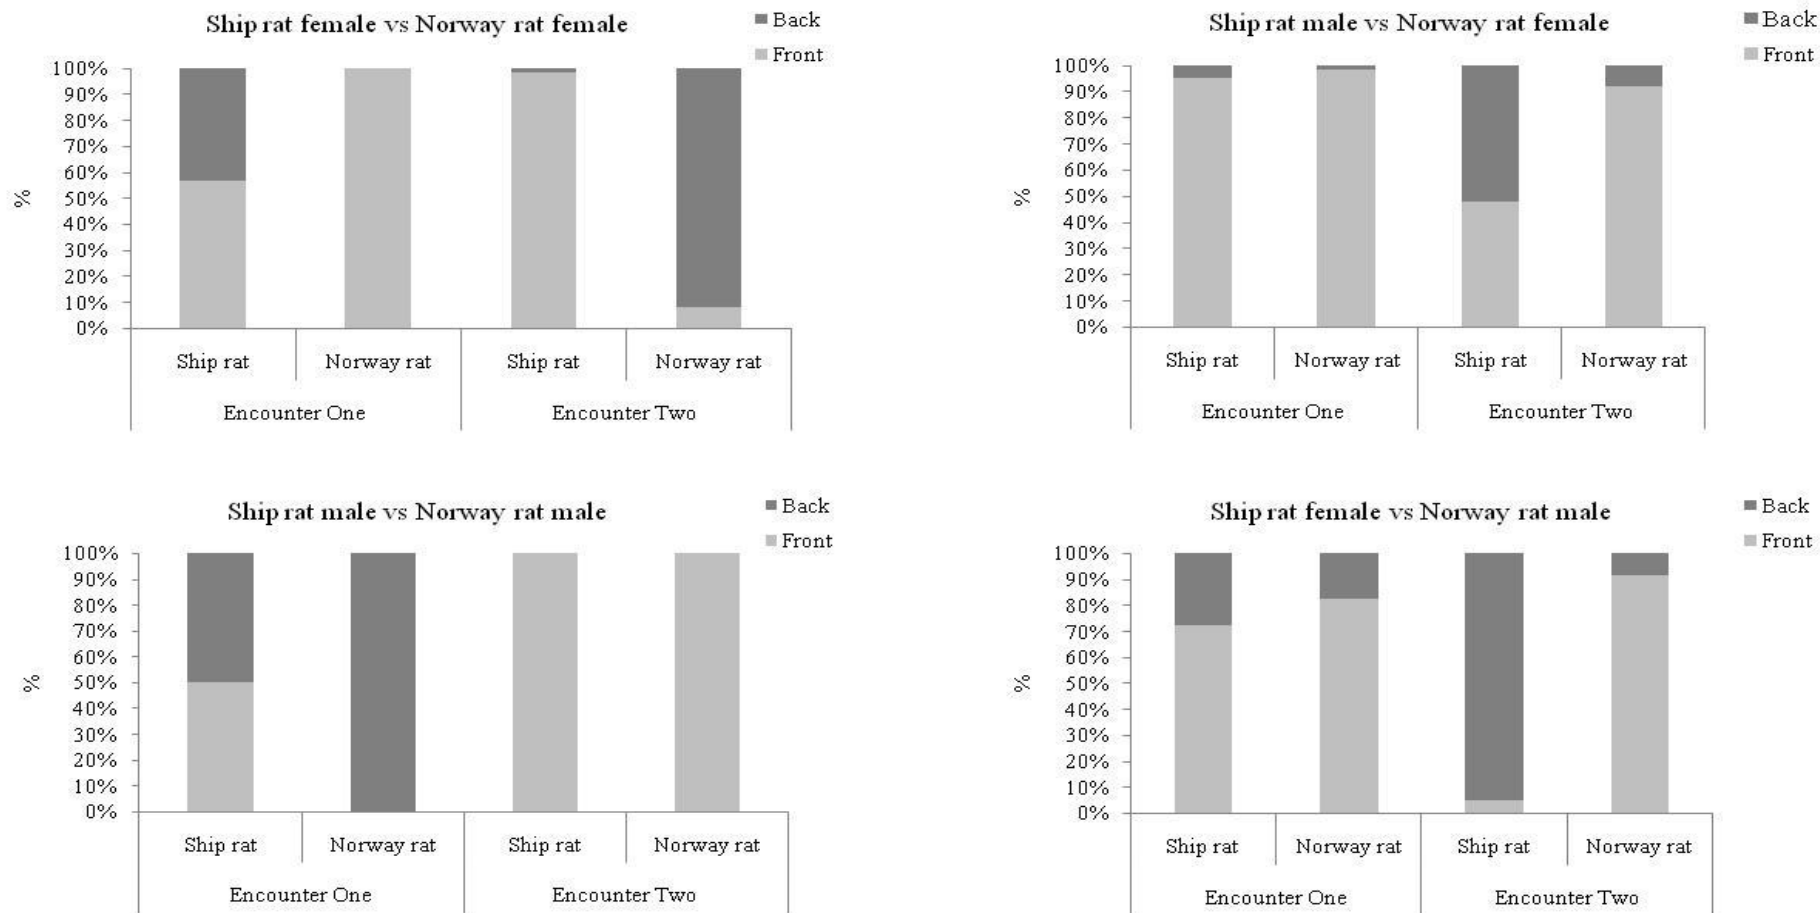 Ship rat female vs Norway rat female
Back
Front
100%
90%
80%
70%
60%
50%
40%
30%
20%
10%
0%
%
Ship rat Norway rat Ship rat Norway rat
Encounter One Encounter Two
Ship rat male vs Norway rat female
Back
Front
100%
90%
80%
70%
60%
50%
40%
30%
20%
10%
0%
%
Ship rat Norway rat Ship rat Norway rat
Encounter One Encounter Two
Ship rat male vs Norway rat male
Back
Front
100%
90%
80%
70%
60%
50%
40%
30%
20%
10%
0%
%
Ship rat Norway rat Ship rat Norway rat
Encounter One Encounter Two
Ship rat female vs Norway rat male
Back
Front
100%
90%
80%
70%
60%
50%
40%
30%
20%
10%
0%
%
Ship rat Norway rat Ship rat Norway rat
Encounter One Encounter Two